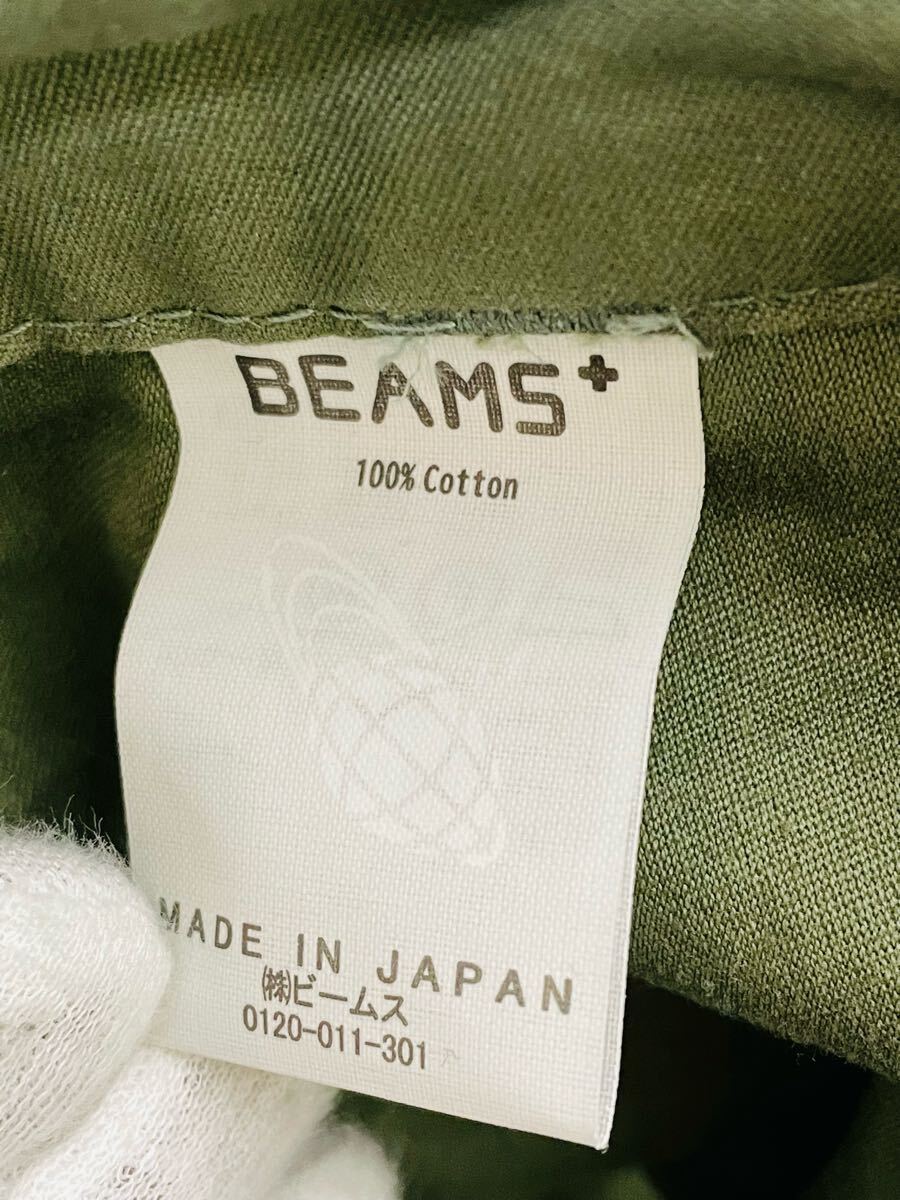 BEAMS+
100% Cotton
MADE IN JAPAN
㈱ビームス
0120-011-301